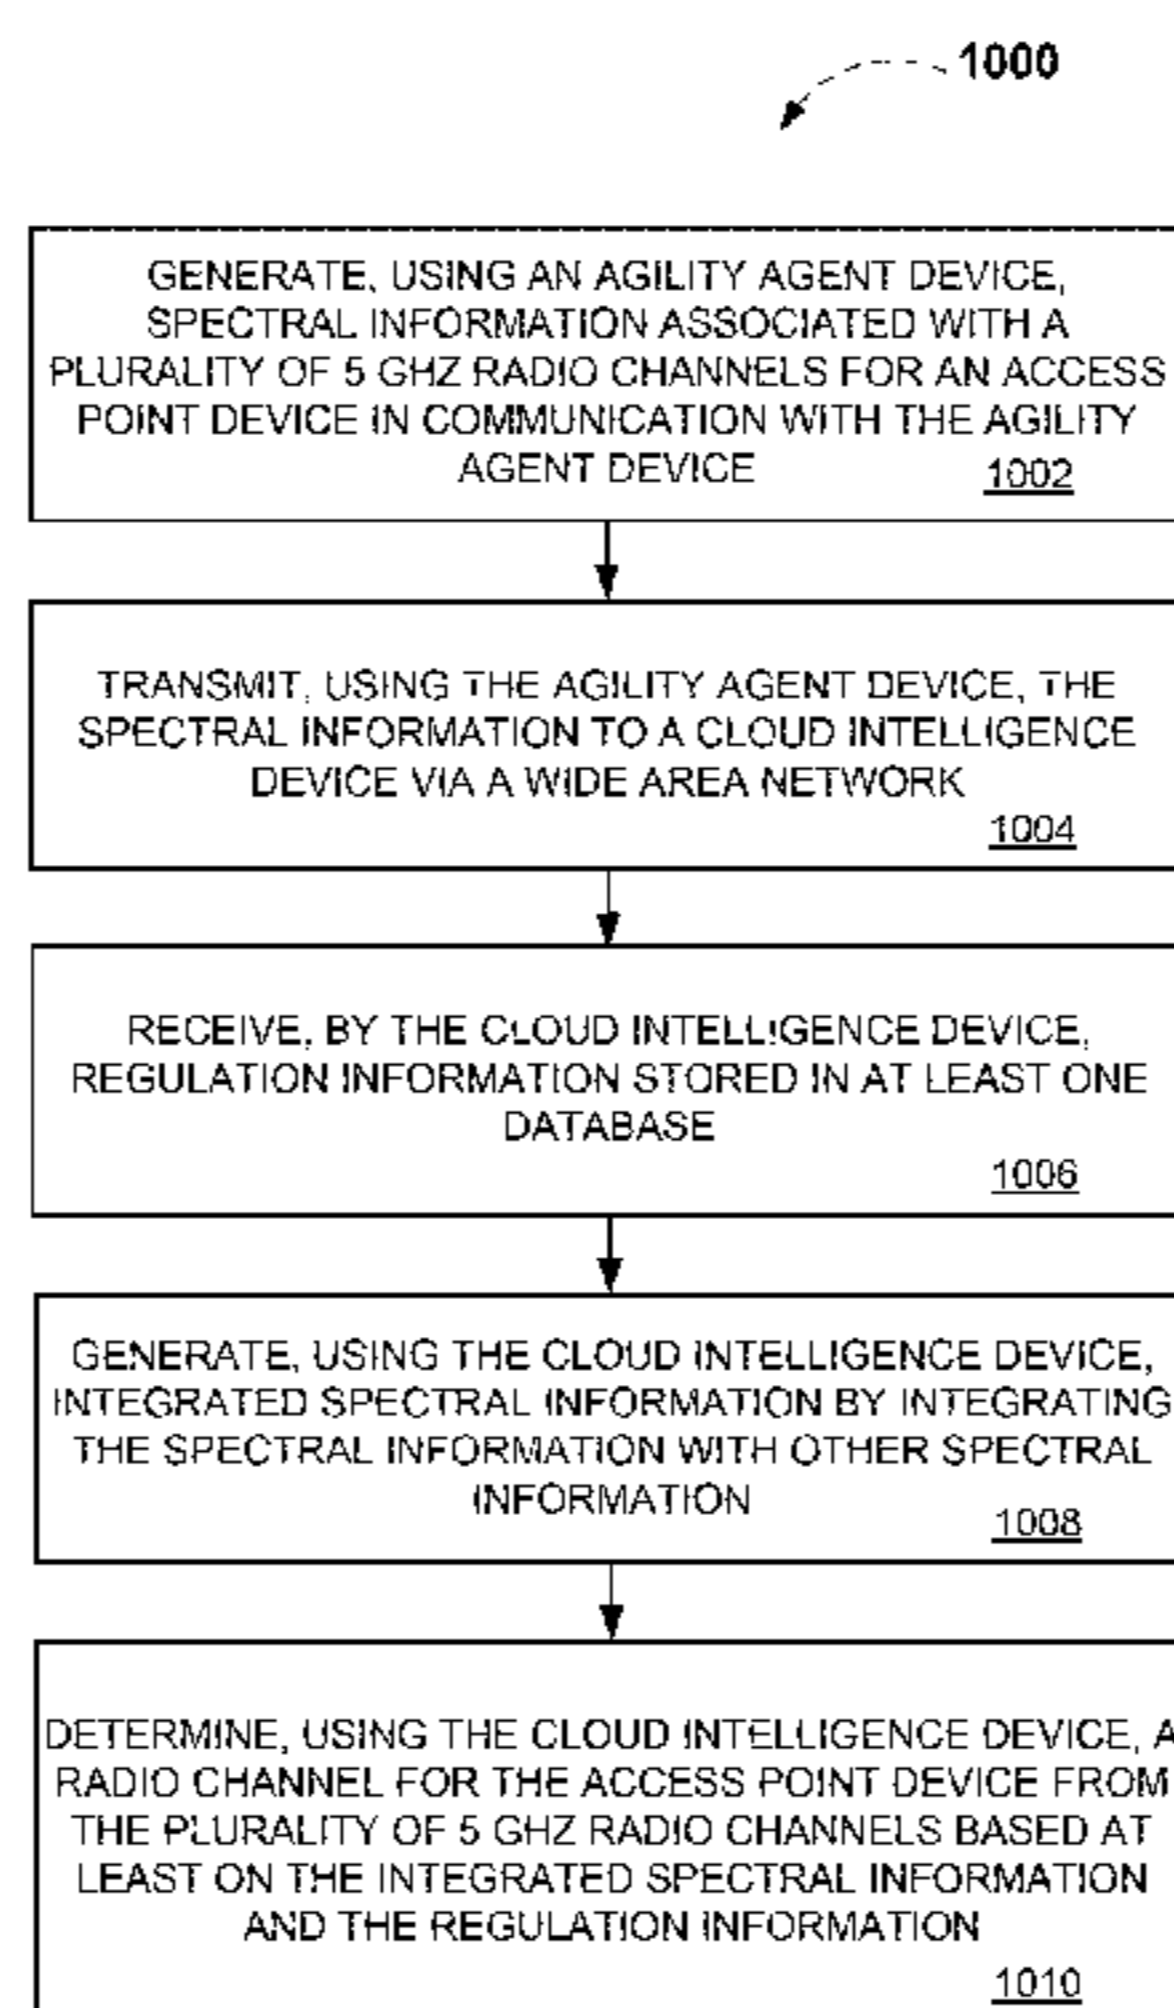 1000
GENERATE, USING AN AGILITY AGENT DEVICE,
SPECTRAL INFORMATION ASSOCIATED WITH A
PLURALITY OF 5 GHZ RADIO CHANNELS FOR AN ACCESS
POINT DEVICE IN COMMUNICATION WITH THE AGILITY
AGENT DEVICE
1002
TRANSMIT, USING THE AGILITY AGENT DEVICE, THE
SPECTRAL INFORMATION TO A CLOUD INTELLIGENCE
DEVICE VIA A WIDE AREA NETWORK
1004
RECEIVE, BY THE CLOUD INTELLIGENCE DEVICE,
REGULATION INFORMATION STORED IN AT LEAST ONE
DATABASE
1006
GENERATE, USING THE CLOUD INTELLIGENCE DEVICE,
INTEGRATED SPECTRAL INFORMATION BY INTEGRATING
THE SPECTRAL INFORMATION WITH OTHER SPECTRAL
INFORMATION
1008
DETERMINE, USING THE CLOUD INTELLIGENCE DEVICE, A
RADIO CHANNEL FOR THE ACCESS POINT DEVICE FROM
THE PLURALITY OF 5 GHZ RADIO CHANNELS BASED AT
LEAST ON THE INTEGRATED SPECTRAL INFORMATION
AND THE REGULATION INFORMATION
1010